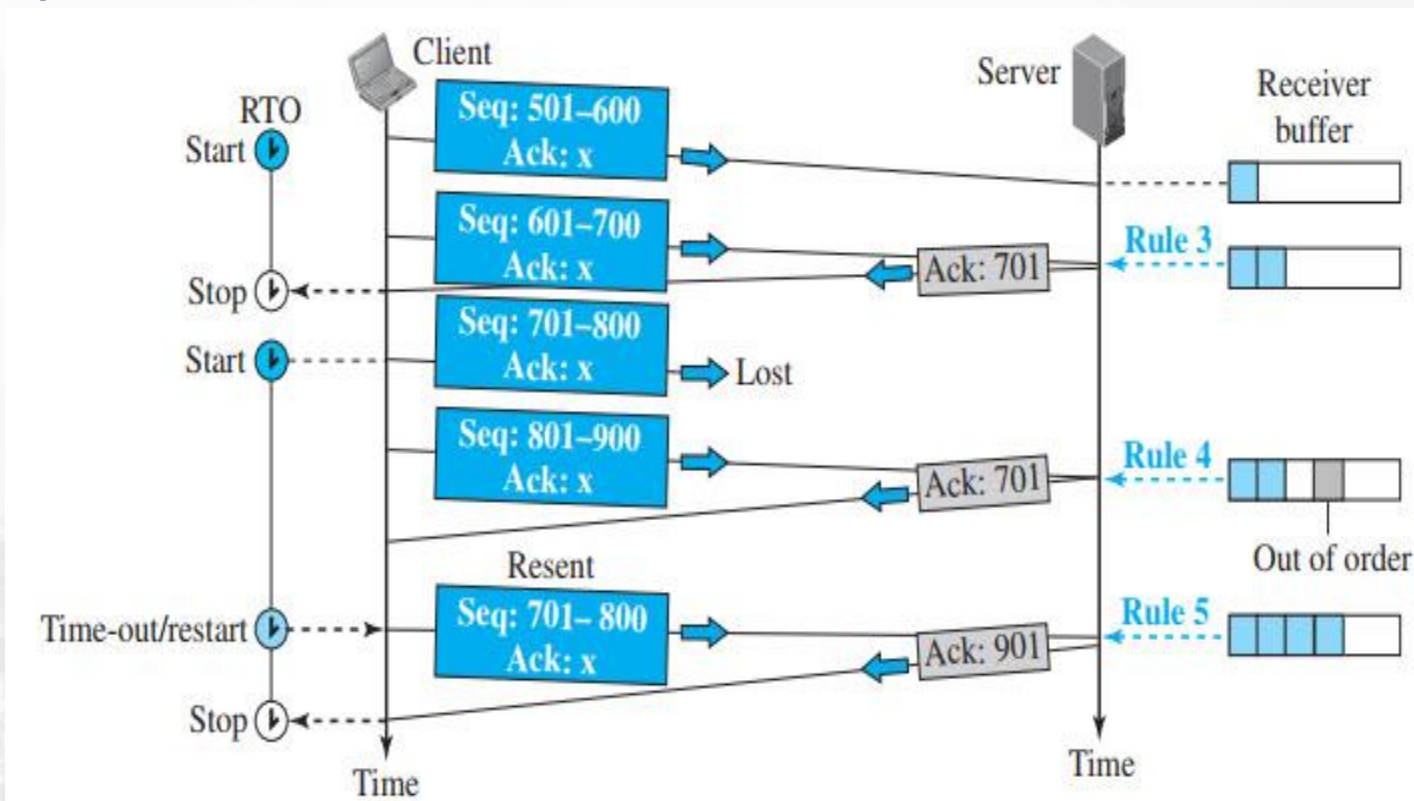 Client
Server
Receiver
buffer
RTO
Start
Seq: 501–600
Ack: x
Seq: 601–700
Ack: x
Ack: 701
Rule 3
Stop
Seq: 701–800
Ack: x
Start
Lost
Seq: 801–900
Ack: x
Ack: 701
Rule 4
Out of order
Resent
Time-out/restart
Seq: 701– 800
Ack: x
Ack: 901
Rule 5
Stop
Time
Time